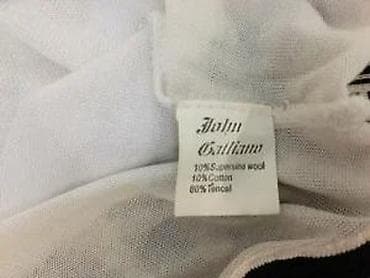 John
Galliano
10%Superfine wool
10%Cotton
80%Tencel